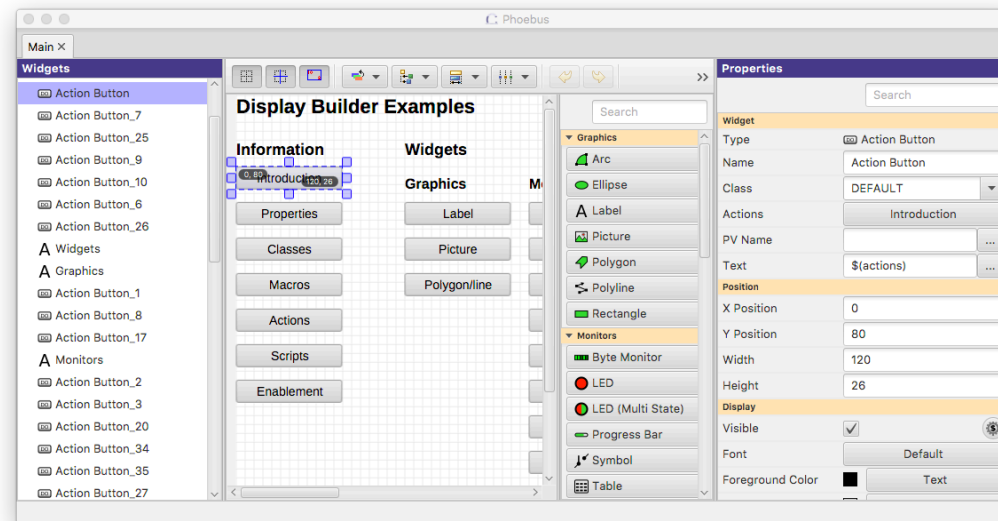 Phoebus
Main ×
Widgets
Action Button
Action Button_7
Action Button_25
Action Button_9
Action Button_10
Action Button_6
Action Button_26
A Widgets
A Graphics
Action Button_1
Action Button_8
Action Button_17
A Monitors
Action Button_2
Action Button_3
Action Button_20
Action Button_34
Action Button_35
Action Button_27
Display Builder Examples
Information
Introduction
0, 80
120, 26
Properties
Classes
Macros
Actions
Scripts
Enablement
Widgets
Graphics
Label
Picture
Polygon/line
M
Search
Graphics
Arc
Ellipse
A Label
Picture
Polygon
Polyline
Rectangle
Monitors
Byte Monitor
LED
LED (Multi State)
Progress Bar
Symbol
Table
Properties
Search
Widget
Type Action Button
Name Action Button
Class DEFAULT
Actions Introduction
PV Name ...
Text $(actions) ...
Position
X Position 0
Y Position 80
Width 120
Height 26
Display
Visible
Font Default
Foreground Color Text